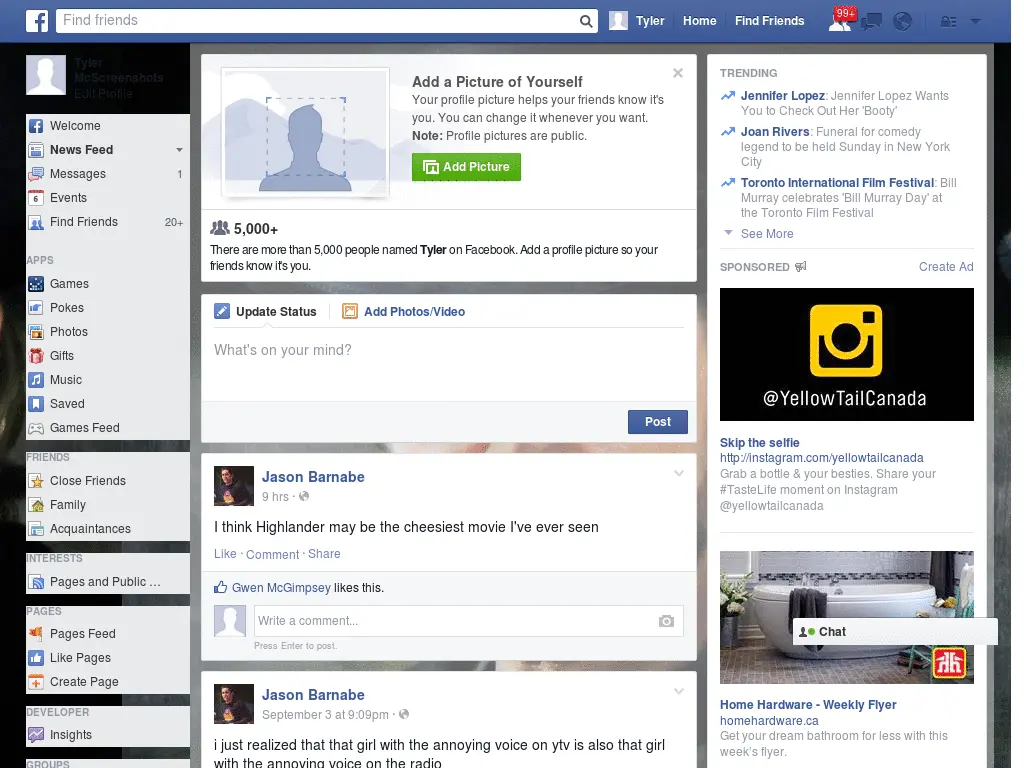 Find friends
Tyler
Home
Find Friends
99+
Tyler
McScreenshots
Edit Profile
Welcome
News Feed
Messages 1
Events
Find Friends 20+
APPS
Games
Pokes
Photos
Gifts
Music
Saved
Games Feed
FRIENDS
Close Friends
Family
Acquaintances
INTERESTS
Pages and Public ...
PAGES
Pages Feed
Like Pages
Create Page
DEVELOPER
Insights
GROUPS
Add a Picture of Yourself
Your profile picture helps your friends know it's
you. You can change it whenever you want.
Note: Profile pictures are public.
Add Picture
5,000+
There are more than 5,000 people named Tyler on Facebook. Add a profile picture so your
friends know it's you.
Update Status
Add Photos/Video
What's on your mind?
Post
Jason Barnabe
9 hrs ·
I think Highlander may be the cheesiest movie I've ever seen
Like · Comment · Share
Gwen McGimpsey likes this.
Write a comment...
Press Enter to post.
Jason Barnabe
September 3 at 9:09pm ·
i just realized that that girl with the annoying voice on ytv is also that girl
with the annoying voice on the radio
TRENDING
Jennifer Lopez: Jennifer Lopez Wants
You to Check Out Her 'Booty'
Joan Rivers: Funeral for comedy
legend to be held Sunday in New York
City
Toronto International Film Festival: Bill
Murray celebrates 'Bill Murray Day' at
the Toronto Film Festival
See More
SPONSORED
Create Ad
@YellowTailCanada
Skip the selfie
http://instagram.com/yellowtailcanada
Grab a bottle & your besties. Share your
#TasteLife moment on Instagram
@yellowtailcanada
Chat
Home Hardware - Weekly Flyer
homehardware.ca
Get your dream bathroom for less with this
week's flyer.